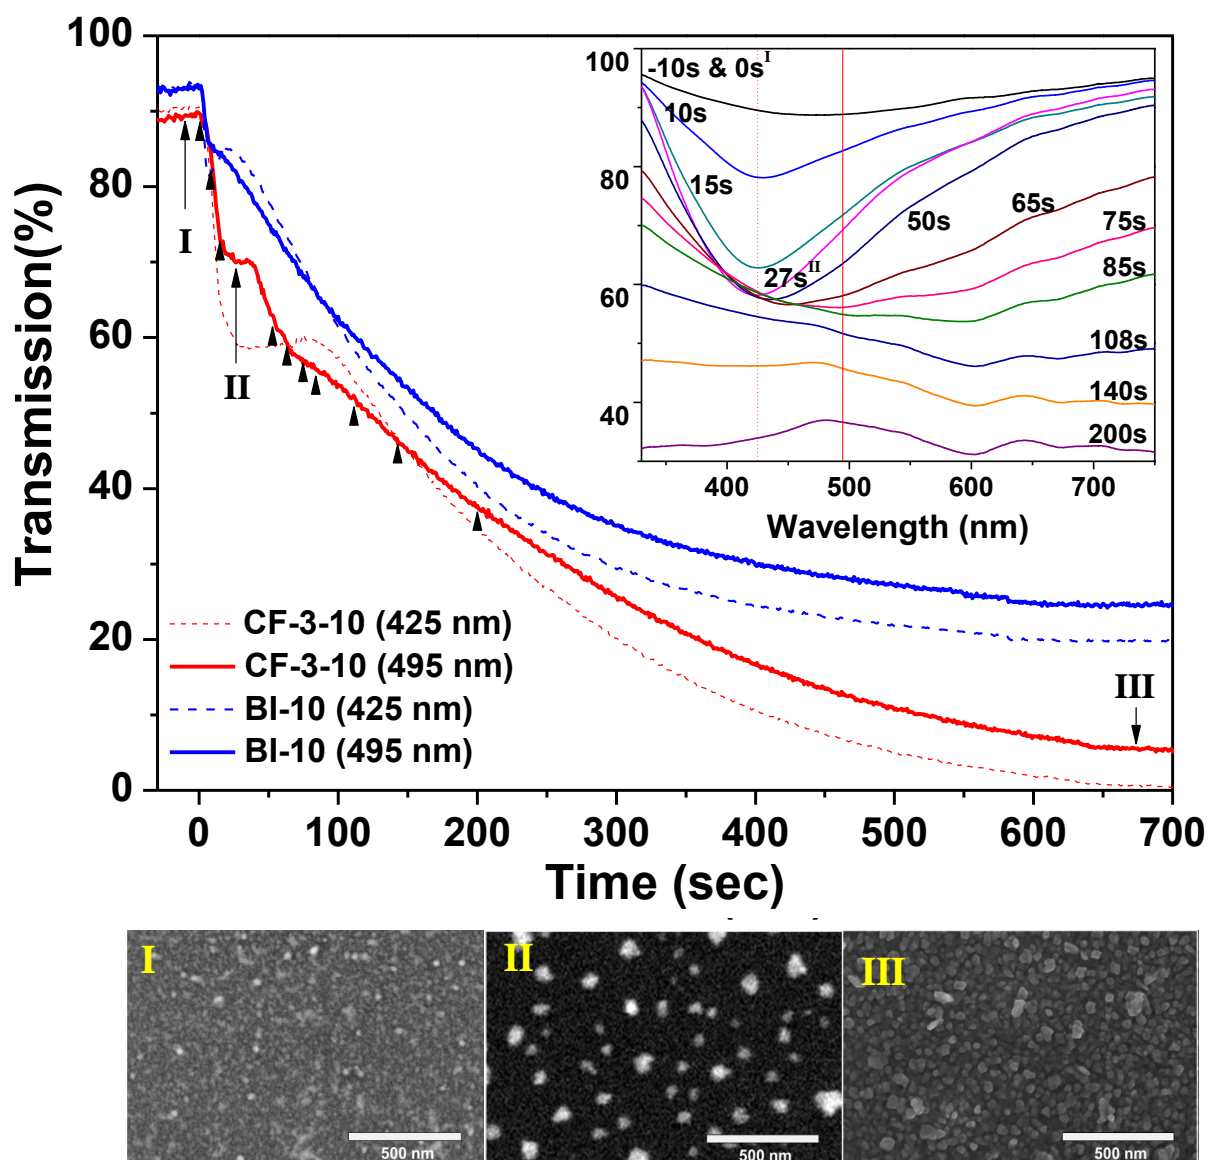 100
80
60
40
20
0
Transmission(%)
I
II
III
CF-3-10 (425 nm)
CF-3-10 (495 nm)
BI-10 (425 nm)
BI-10 (495 nm)
0 100 200 300 400 500 600 700
Time (sec)
100
80
60
40
-10s & 0s I
10s
15s
27s II
50s
65s
75s
85s
108s
140s
200s
400 500 600 700
Wavelength (nm)
I
500 nm
II
500 nm
III
500 nm